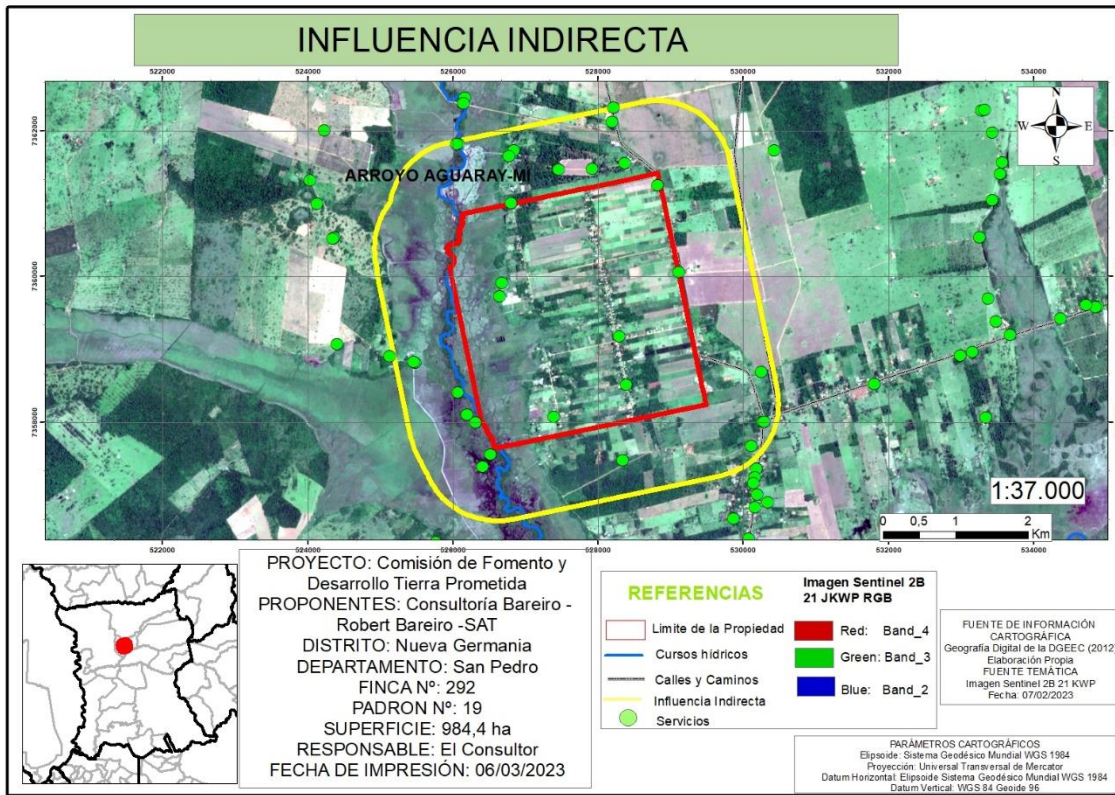 INFLUENCIA INDIRECTA
522000 524000 526000 528000 530000 532000 534000
7362000
7362000
N
W E
S
ARROYO AGUARAY-MI
7360000
7360000
7358000
7358000
1:37.000
0 0,5 1 2
Km
522000 524000 526000 528000 530000 532000 534000
PROYECTO: Comisión de Fomento y
Desarrollo Tierra Prometida
PROPONENTES: Consultoría Bareiro -
Robert Bareiro -SAT
DISTRITO: Nueva Germania
DEPARTAMENTO: San Pedro
FINCA Nº: 292
PADRON Nº: 19
SUPERFICIE: 984,4 ha
RESPONSABLE: El Consultor
FECHA DE IMPRESIÓN: 06/03/2023
REFERENCIAS
Limite de la Propiedad
Cursos hídricos
Calles y Caminos
Influencia Indirecta
Servicios
Imagen Sentinel 2B
21 JKWP RGB
Red: Band_4
Green: Band_3
Blue: Band_2
FUENTE DE INFORMACIÓN
CARTOGRÁFICA
Geografía Digital de la DGEEC (2012)
Elaboración Propia
FUENTE TEMÁTICA
Imagen Sentinel 2B 21 KWP
Fecha: 07/02/2023
PARÁMETROS CARTOGRÁFICOS
Elipsoide: Sistema Geodésico Mundial WGS 1984
Proyección: Universal Transversal de Mercator
Datum Horizontal: Elipsoide Sistema Geodésico Mundial WGS 1984
Datum Vertical: WGS 84 Geoide 96